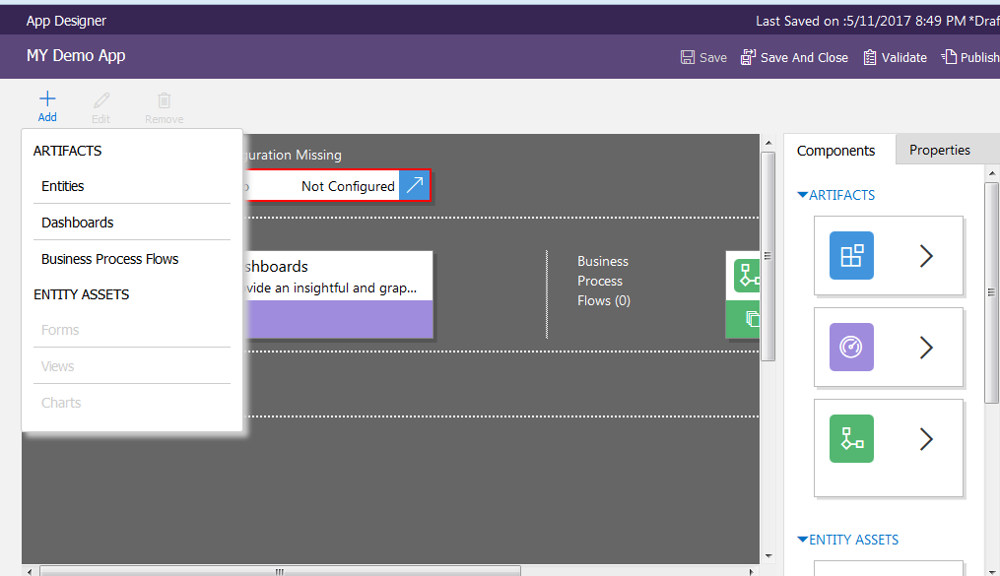 App Designer
Last Saved on :5/11/2017 8:49 PM *Draf
MY Demo App
Save
Save And Close
Validate
Publish
Add
Edit
Remove
ARTIFACTS
Entities
Dashboards
Business Process Flows
ENTITY ASSETS
Forms
Views
Charts
guration Missing
Not Configured
shboards
vide an insightful and grap...
Business
Process
Flows (0)
Components
Properties
ARTIFACTS
ENTITY ASSETS